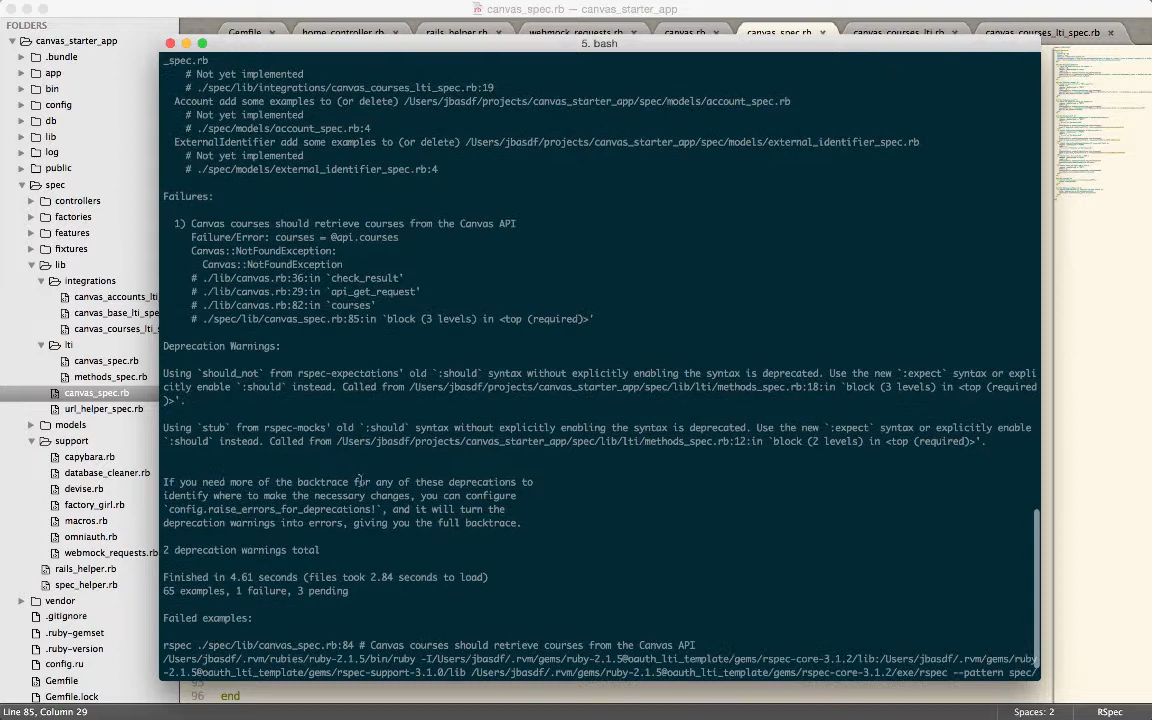 canvas_spec.rb — canvas_starter_app
FOLDERS
canvas_starter_app
.bundle
app
bin
config
db
lib
log
public
spec
controllers
factories
features
fixtures
lib
integrations
canvas_accounts_lti
canvas_base_lti_spe
canvas_courses_lti_s
lti
canvas_spec.rb
methods_spec.rb
canvas_spec.rb
url_helper_spec.rb
models
support
capybara.rb
database_cleaner.rb
devise.rb
factory_girl.rb
macros.rb
omniauth.rb
webmock_requests.rb
rails_helper.rb
spec_helper.rb
vendor
.gitignore
.ruby-gemset
.ruby-version
config.ru
Gemfile
Gemfile.lock
Gemfile home_controller.rb rails_helper.rb webmock_requests.rb canvas.rb canvas_spec.rb canvas_courses_lti.rb canvas_courses_lti_spec.rb
5. bash
_spec.rb
# Not yet implemented
# ./spec/lib/integrations/canvas_courses_lti_spec.rb:19
Account add some examples to (or delete) /Users/jbasdf/projects/canvas_starter_app/spec/models/account_spec.rb
# Not yet implemented
# ./spec/models/account_spec.rb:4
ExternalIdentifier add some examples to (or delete) /Users/jbasdf/projects/canvas_starter_app/spec/models/external_identifier_spec.rb
# Not yet implemented
# ./spec/models/external_identifier_spec.rb:4
Failures:
1) Canvas courses should retrieve courses from the Canvas API
Failure/Error: courses = @api.courses
Canvas::NotFoundException:
Canvas::NotFoundException
# ./lib/canvas.rb:36:in `check_result'
# ./lib/canvas.rb:29:in `api_get_request'
# ./lib/canvas.rb:82:in `courses'
# ./spec/lib/canvas_spec.rb:85:in `block (3 levels) in <top (required)>'
Deprecation Warnings:
Using `should_not` from rspec-expectations' old `:should` syntax without explicitly enabling the syntax is deprecated. Use the new `:expect` syntax or expli
citly enable `:should` instead. Called from /Users/jbasdf/projects/canvas_starter_app/spec/lib/lti/methods_spec.rb:18:in `block (3 levels) in <top (required
)>'.
Using `stub` from rspec-mocks' old `:should` syntax without explicitly enabling the syntax is deprecated. Use the new `:expect` syntax or explicitly enable
`:should` instead. Called from /Users/jbasdf/projects/canvas_starter_app/spec/lib/lti/methods_spec.rb:12:in `block (2 levels) in <top (required)>'.
If you need more of the backtrace for any of these deprecations to
identify where to make the necessary changes, you can configure
`config.raise_errors_for_deprecations!`, and it will turn the
deprecation warnings into errors, giving you the full backtrace.
2 deprecation warnings total
Finished in 4.61 seconds (files took 2.84 seconds to load)
65 examples, 1 failure, 3 pending
Failed examples:
rspec ./spec/lib/canvas_spec.rb:84 # Canvas courses should retrieve courses from the Canvas API
/Users/jbasdf/.rvm/rubies/ruby-2.1.5/bin/ruby -I/Users/jbasdf/.rvm/gems/ruby-2.1.5@oauth_lti_template/gems/rspec-core-3.1.2/lib:/Users/jbasdf/.rvm/gems/ruby
-2.1.5@oauth_lti_template/gems/rspec-support-3.1.0/lib /Users/jbasdf/.rvm/gems/ruby-2.1.5@oauth_lti_template/gems/rspec-core-3.1.2/exe/rspec --pattern spec/
95
96 end
Line 85, Column 29
Spaces: 2
RSpec